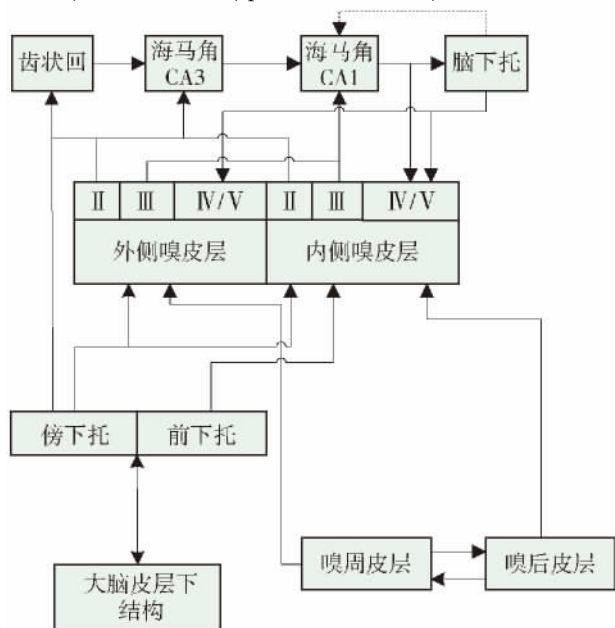 齿状回
海马角
CA3
海马角
CA1
脑下托
Ⅱ
Ⅲ
Ⅳ/Ⅴ
Ⅱ
Ⅲ
Ⅳ/Ⅴ
外侧嗅皮层
内侧嗅皮层
傍下托
前下托
嗅周皮层
嗅后皮层
大脑皮层下
结构